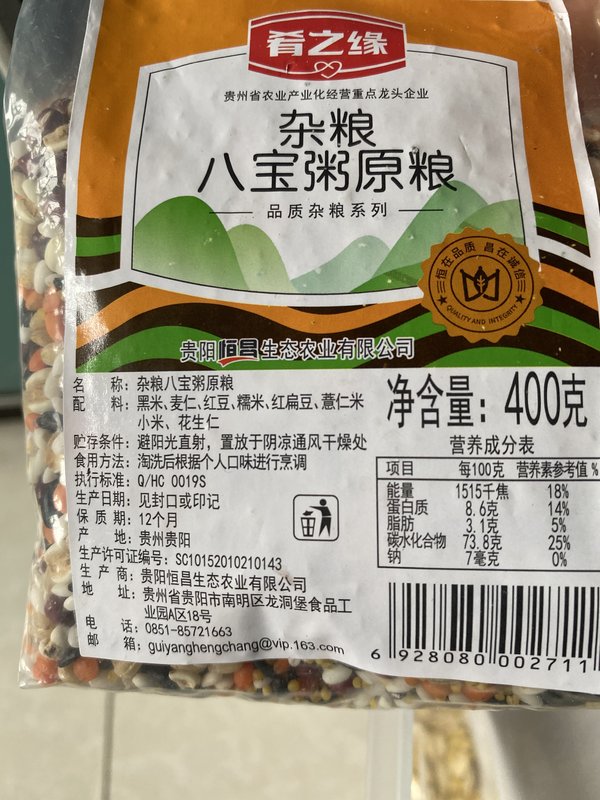 肴之缘
贵州省农业产业化经营重点龙头企业
杂粮
八宝粥原粮
品质杂粮系列
恒在品质 昌在诚信
QUALITY AND INTEGRITY
贵阳恒昌生态农业有限公司
名 称: 杂粮八宝粥原粮
配 料: 黑米、麦仁、红豆、糯米、红扁豆、薏仁米
小米、花生仁
贮存条件: 避阳光直射，置放于阴凉通风干燥处
食用方法: 淘洗后根据个人口味进行烹调
执行标准: Q/HC 0019S
生产日期: 见封口或印记
保 质 期: 12个月
产 地: 贵州贵阳
生产许可证编号: SC10152010210143
生 产 商: 贵阳恒昌生态农业有限公司
地 址: 贵州省贵阳市南明区龙洞堡食品工
业园A区18号
电 话: 0851-85721663
邮 箱: guiyanghengchang@vip.163.com
净含量: 400克
营养成分表
项目 每100克 营养素参考值%
能量 1515千焦 18%
蛋白质 8.6克 14%
脂肪 3.1克 5%
碳水化合物 73.8克 25%
钠 7毫克 0%
6 928080 002711